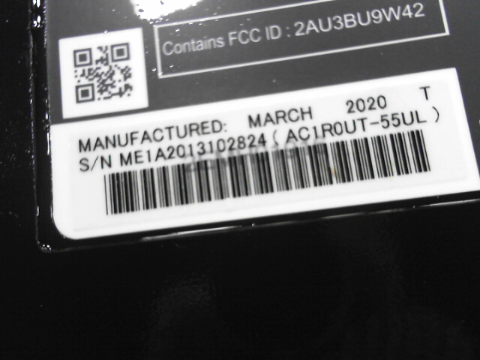 Contains FCC ID : 2AU3BU9W42
MANUFACTURED: MARCH 2020 T
S/N ME1A2013102824 ( AC1R0UT-55UL )